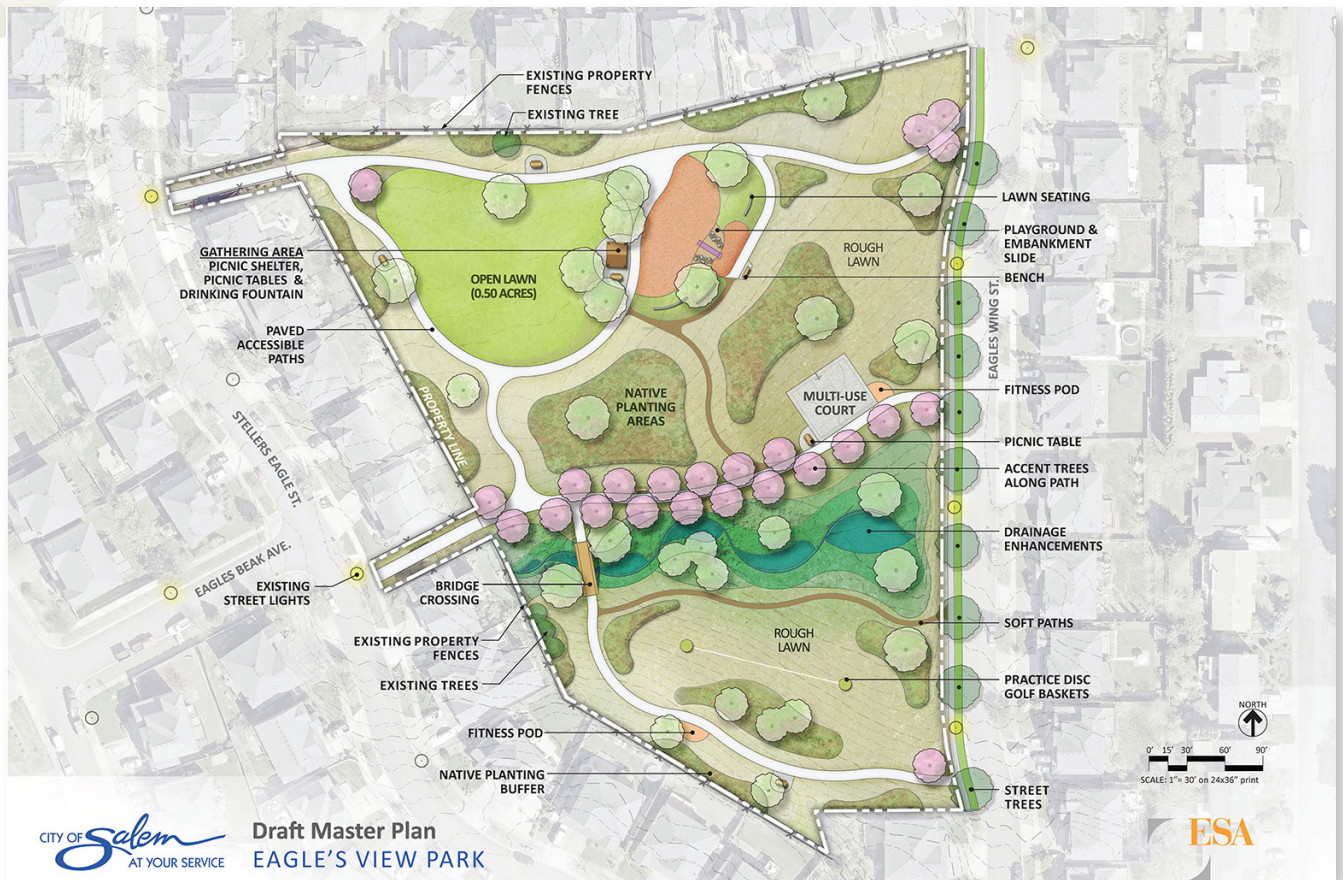 EXISTING PROPERTY
FENCES
EXISTING TREE
LAWN SEATING
PLAYGROUND &
EMBANKMENT
SLIDE
BENCH
ROUGH
LAWN
GATHERING AREA
PICNIC SHELTER,
PICNIC TABLES &
DRINKING FOUNTAIN
OPEN LAWN
(0.50 ACRES)
PAVED
ACCESSIBLE
PATHS
EAGLES WING ST.
PROPERTY LINE
NATIVE
PLANTING
AREAS
MULTI-USE
COURT
FITNESS POD
STELLERS EAGLE ST.
PICNIC TABLE
ACCENT TREES
ALONG PATH
DRAINAGE
ENHANCEMENTS
EAGLES BEAK AVE.
EXISTING
STREET LIGHTS
BRIDGE
CROSSING
SOFT PATHS
EXISTING PROPERTY
FENCES
ROUGH
LAWN
EXISTING TREES
PRACTICE DISC
GOLF BASKETS
FITNESS POD
NATIVE PLANTING
BUFFER
STREET
TREES
NORTH
0' 15' 30' 60' 90'
SCALE: 1"= 30' on 24x36" print
CITY OF Salem
AT YOUR SERVICE
Draft Master Plan
EAGLE'S VIEW PARK
ESA